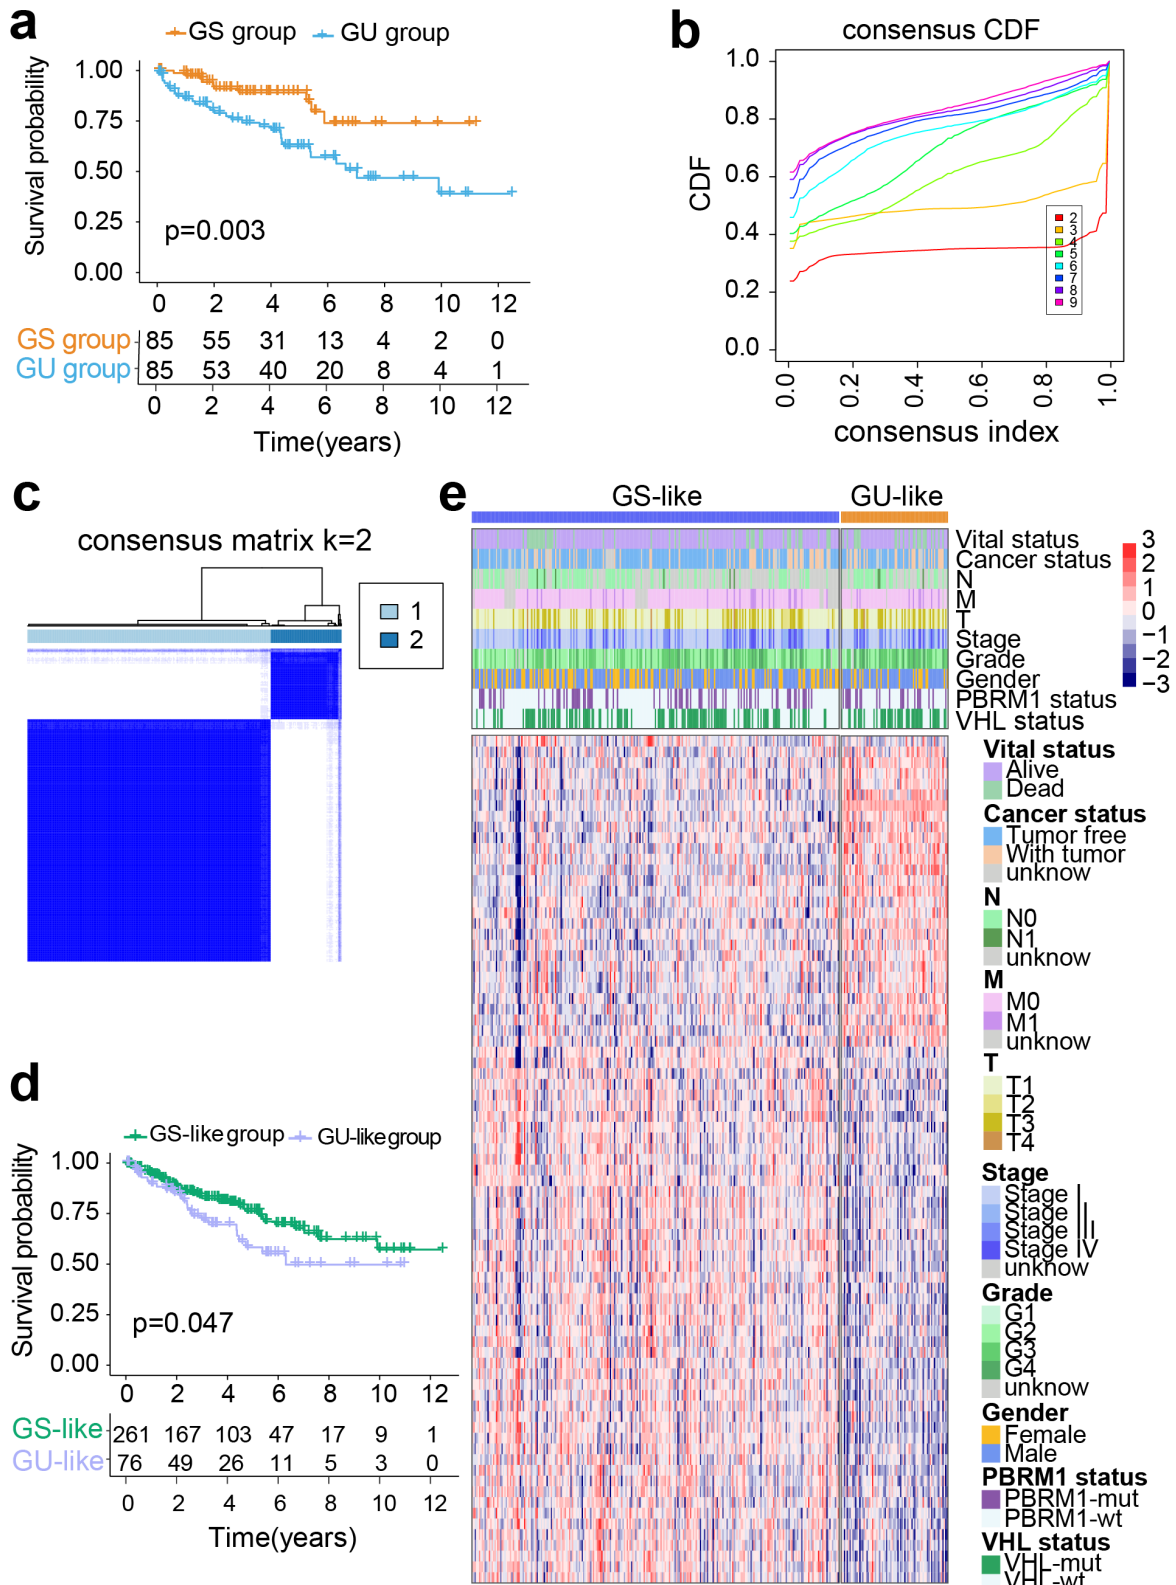 a
GS group GU group
Survival probability
1.00
0.75
0.50
0.25
0.00
p=0.003
0 2 4 6 8 10 12
GS group 85 55 31 13 4 2 0
GU group 85 53 40 20 8 4 1
0 2 4 6 8 10 12
Time(years)
b
consensus CDF
CDF
1.0
0.8
0.6
0.4
0.2
0.0
2
3
4
5
6
7
8
9
0.0 0.2 0.4 0.6 0.8 1.0
consensus index
c
consensus matrix k=2
1
2
d
GS-like group GU-like group
Survival probability
1.00
0.75
0.50
0.25
0.00
p=0.047
0 2 4 6 8 10 12
GS-like 261 167 103 47 17 9 1
GU-like 76 49 26 11 5 3 0
0 2 4 6 8 10 12
Time(years)
e
GS-like GU-like
Vital status
Cancer status
N
M
T
Stage
Grade
Gender
PBRM1 status
VHL status
3
2
1
0
−1
−2
−3
Vital status
Alive
Dead
Cancer status
Tumor free
With tumor
unknow
N
N0
N1
unknow
M
M0
M1
unknow
T
T1
T2
T3
T4
Stage
Stage I
Stage II
Stage III
Stage IV
unknow
Grade
G1
G2
G3
G4
unknow
Gender
Female
Male
PBRM1 status
PBRM1-mut
PBRM1-wt
VHL status
VHL-mut
VHL-wt